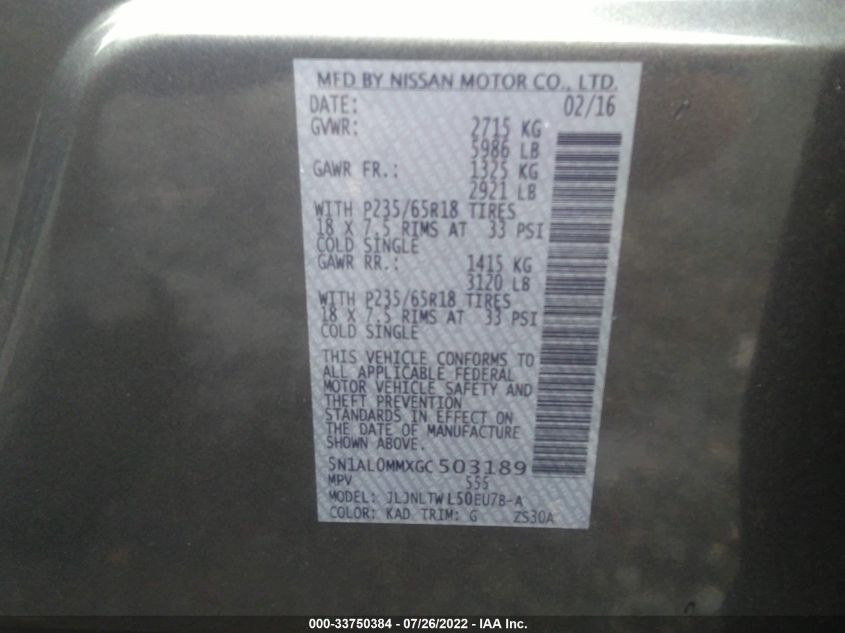 MFD BY NISSAN MOTOR CO., LTD.
DATE: 02/16
GVWR: 2715 KG
5986 LB
GAWR FR.: 1325 KG
2921 LB
WITH P235/65R18 TIRES
18 X 7.5 RIMS AT 33 PSI
COLD SINGLE
GAWR RR.: 1415 KG
3120 LB
WITH P235/65R18 TIRES
18 X 7.5 RIMS AT 33 PSI
COLD SINGLE
THIS VEHICLE CONFORMS TO
ALL APPLICABLE FEDERAL
MOTOR VEHICLE SAFETY AND
THEFT PREVENTION
STANDARDS IN EFFECT ON
THE DATE OF MANUFACTURE
SHOWN ABOVE.
5N1AL0MMXGC503189
MPV 555
MODEL: JLJNLTWL50EU7B-A
COLOR: KAD TRIM: G ZS30A
000-33750384 - 07/26/2022 - IAA Inc.